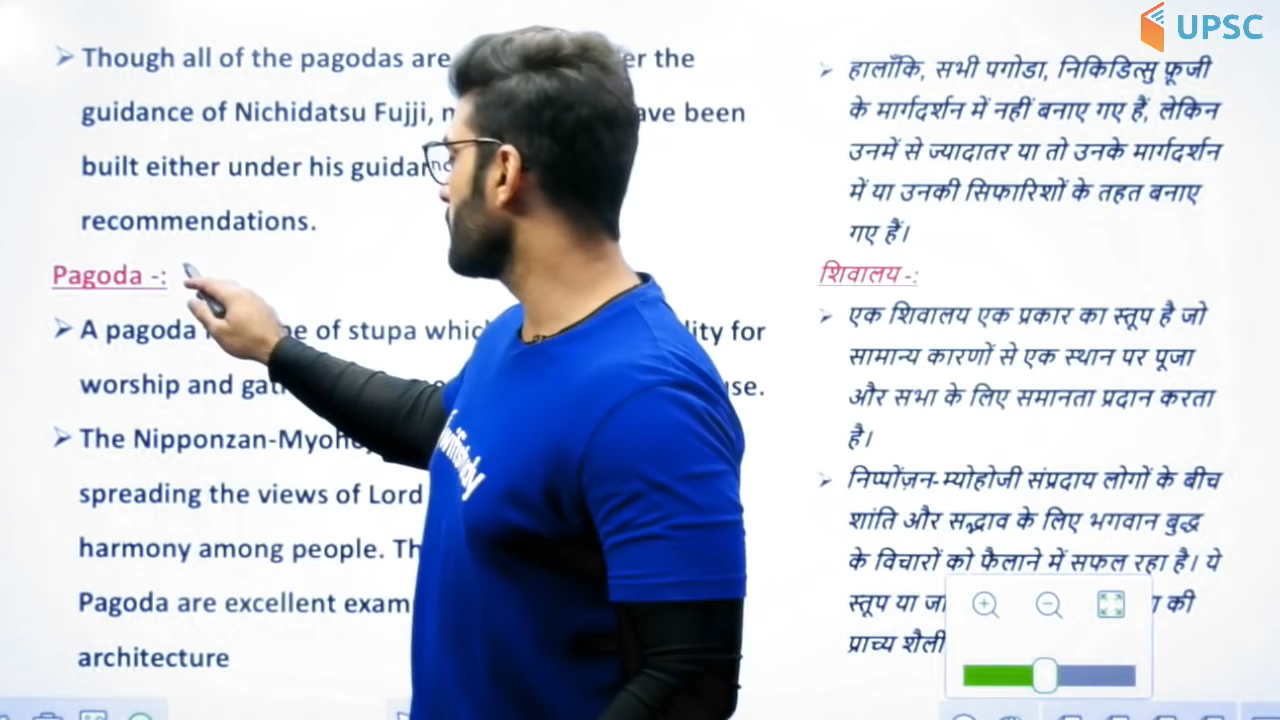 UPSC
Though all of the pagodas are er the
guidance of Nichidatsu Fujji, ave been
built either under his guidan
recommendations.
Pagoda -:
A pagoda of stupa whic lity for
worship and gat use.
The Nipponzan-Myoho
spreading the views of Lord
harmony among people. Th
Pagoda are excellent exam
architecture
हालाँकि, सभी पगोडा, निकिडित्सु फ़ूजी
के मार्गदर्शन में नहीं बनाए गए हैं, लेकिन
उनमें से ज्यादातर या तो उनके मार्गदर्शन
में या उनकी सिफारिशों के तहत बनाए
गए हैं।
शिवालय -:
एक शिवालय एक प्रकार का स्तूप है जो
सामान्य कारणों से एक स्थान पर पूजा
और सभा के लिए समानता प्रदान करता
है।
निप्पोंज़न-म्योहोजी संप्रदाय लोगों के बीच
शांति और सद्भाव के लिए भगवान बुद्ध
के विचारों को फैलाने में सफल रहा है। ये
स्तूप या जा की
प्राच्य शैली